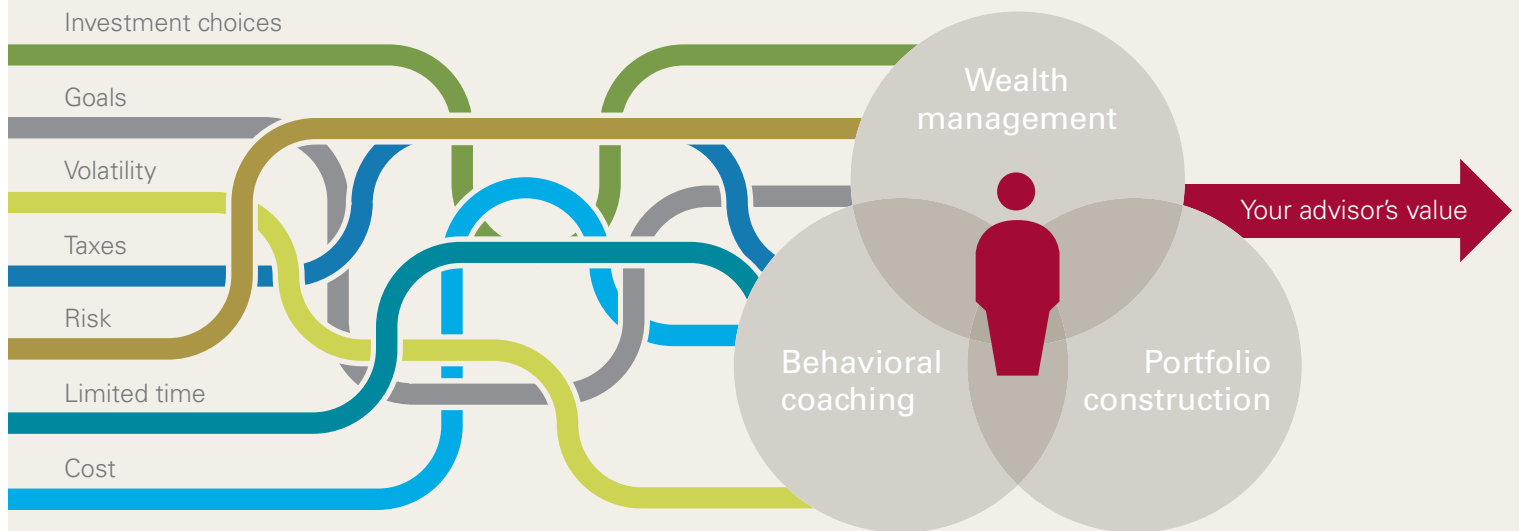 Investment choices
Goals
Volatility
Taxes
Risk
Limited time
Cost
Wealth
management
Behavioral
coaching
Portfolio
construction
Your advisor's value